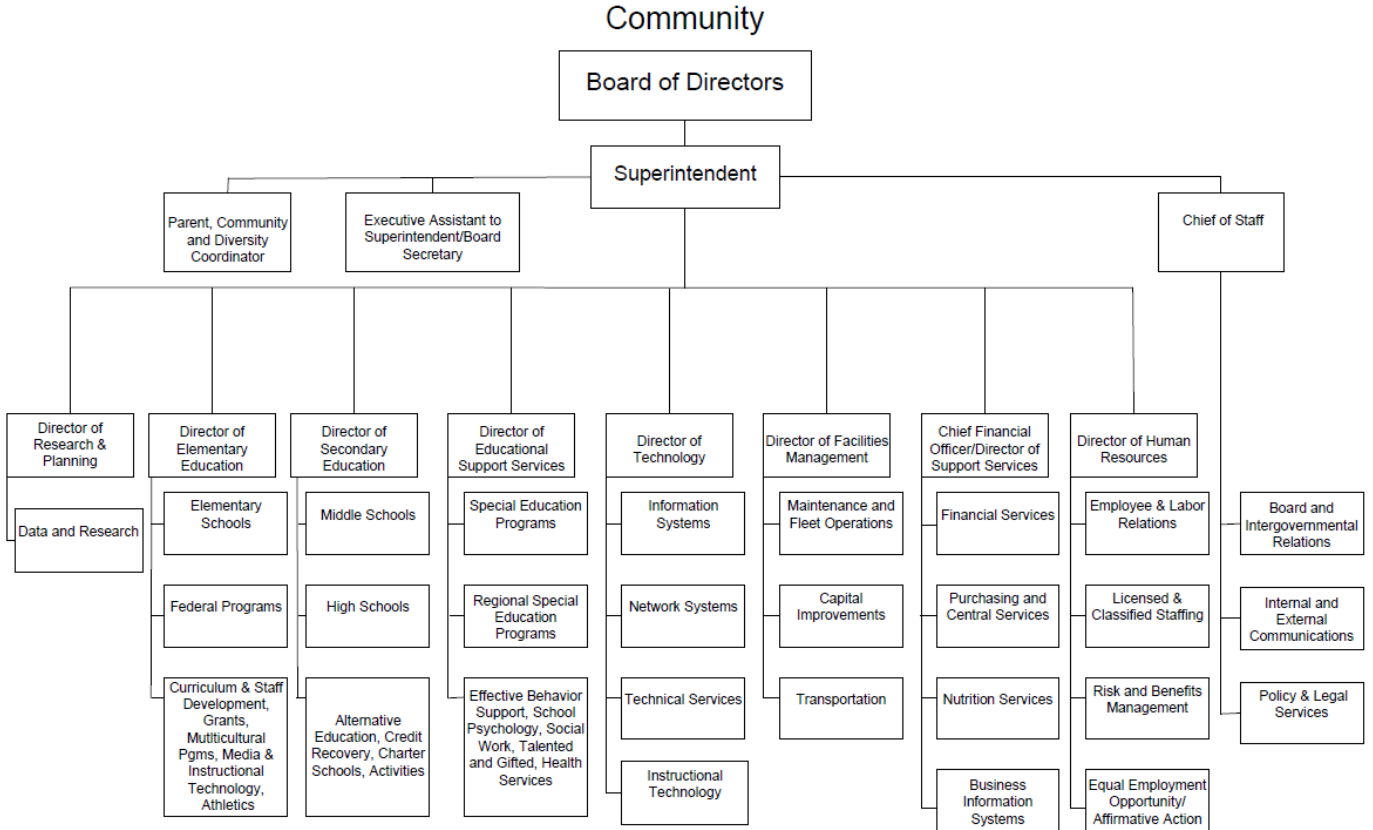 Community
Board of Directors
Superintendent
Parent, Community
and Diversity
Coordinator
Executive Assistant to
Superintendent/Board
Secretary
Chief of Staff
Director of
Research &
Planning
Director of
Elementary
Education
Director of
Secondary
Education
Director of
Educational
Support Services
Director of
Technology
Director of Facilities
Management
Chief Financial
Officer/Director of
Support Services
Director of Human
Resources
Data and Research
Elementary
Schools
Federal Programs
Curriculum & Staff
Development,
Grants,
Mutlticultural
Pgms, Media &
Instructional
Technology,
Athletics
Middle Schools
High Schools
Alternative
Education, Credit
Recovery, Charter
Schools, Activities
Special Education
Programs
Regional Special
Education
Programs
Effective Behavior
Support, School
Psychology, Social
Work, Talented
and Gifted, Health
Services
Information
Systems
Network Systems
Technical Services
Instructional
Technology
Maintenance and
Fleet Operations
Capital
Improvements
Transportation
Financial Services
Purchasing and
Central Services
Nutrition Services
Business
Information
Systems
Employee & Labor
Relations
Licensed &
Classified Staffing
Risk and Benefits
Management
Equal Employment
Opportunity/
Affirmative Action
Board and
Intergovernmental
Relations
Internal and
External
Communications
Policy & Legal
Services